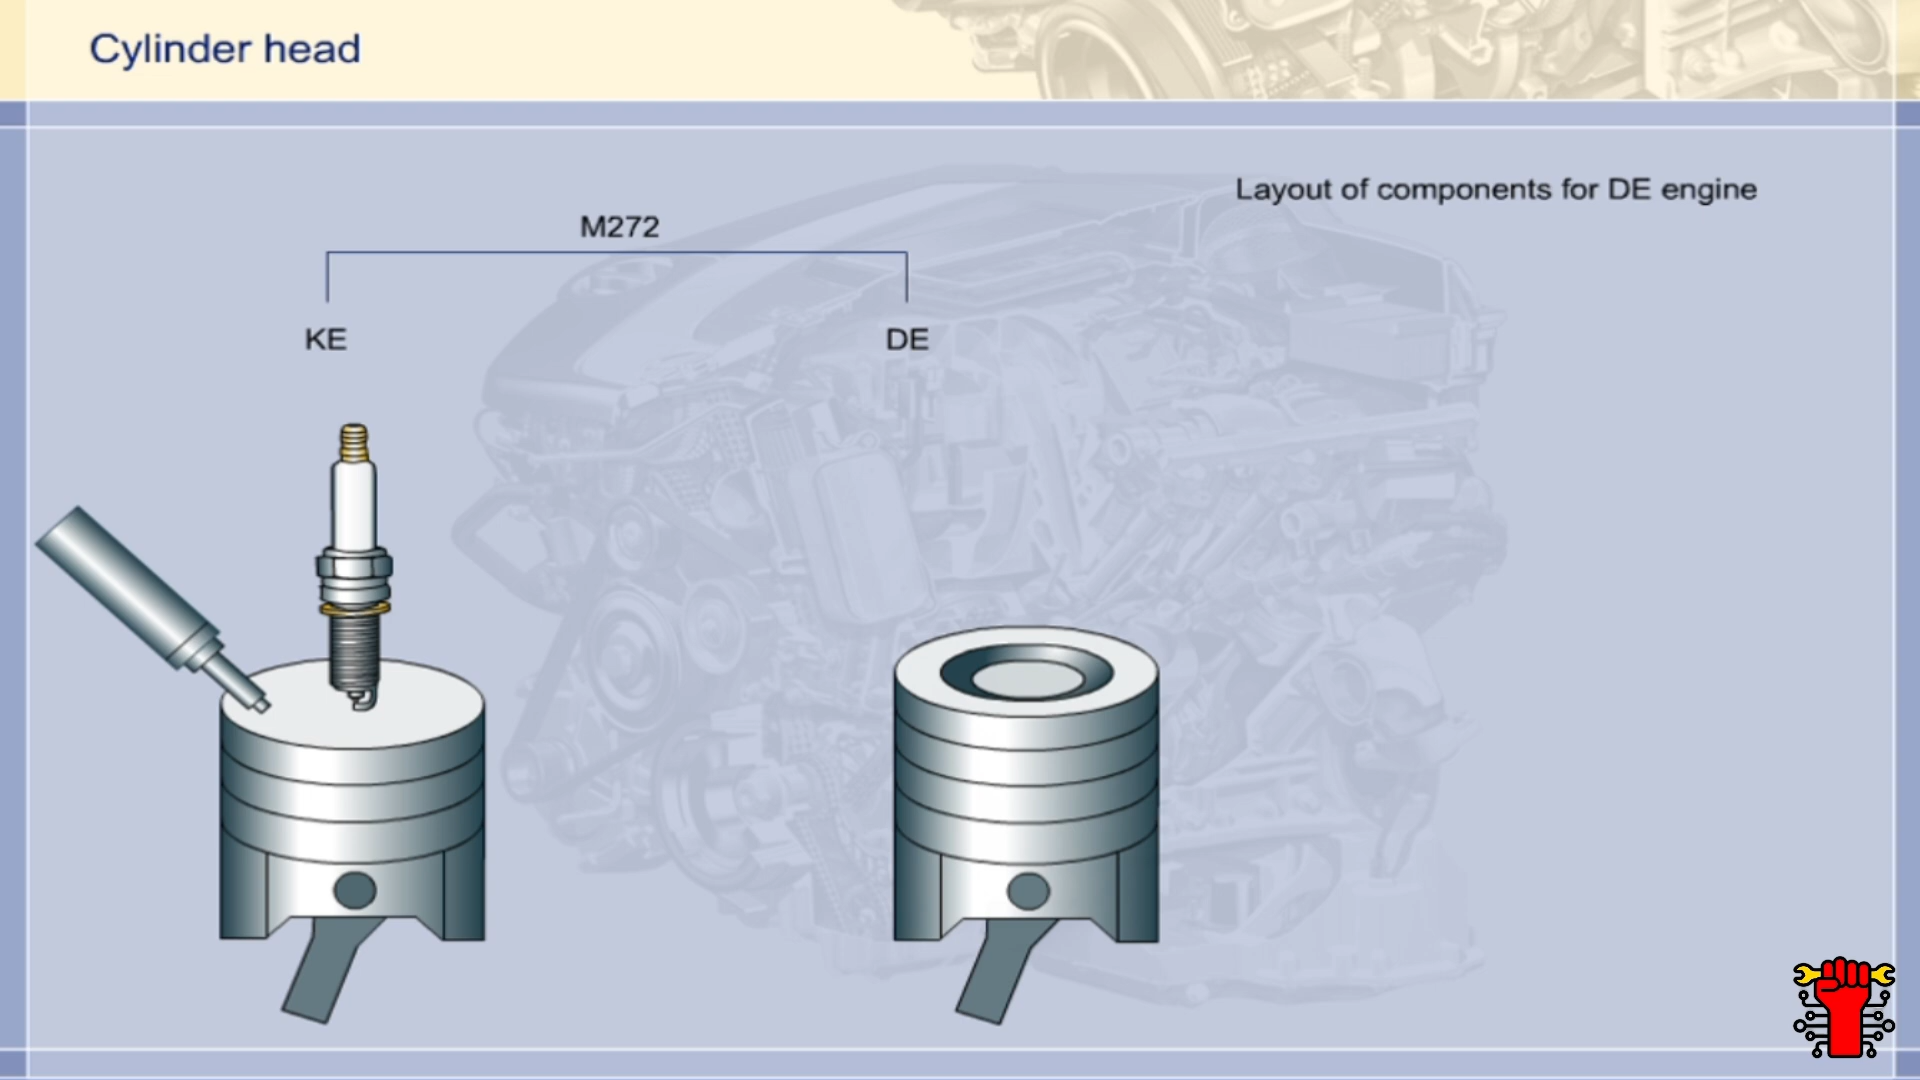 Cylinder head
Layout of components for DE engine
M272
KE
DE